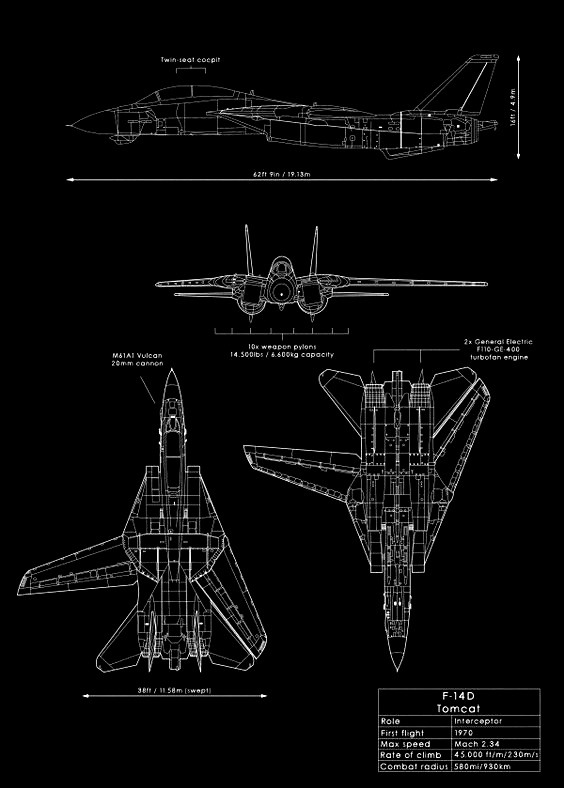 Twin-seat cocpit
16ft / 4.9m
62ft 9in / 19.13m
10x weapon pylons
14.500lbs / 6.600kg capacity
M61A1 Vulcan
20mm cannon
2x General Electric
F110-GE-400
turbofan engine
38ft / 11.58m (swept)
F-14D
Tomcat
Role Interceptor
First flight 1970
Max speed Mach 2.34
Rate of climb 45.000 ft/m/230m/s
Combat radius 580mi/930km